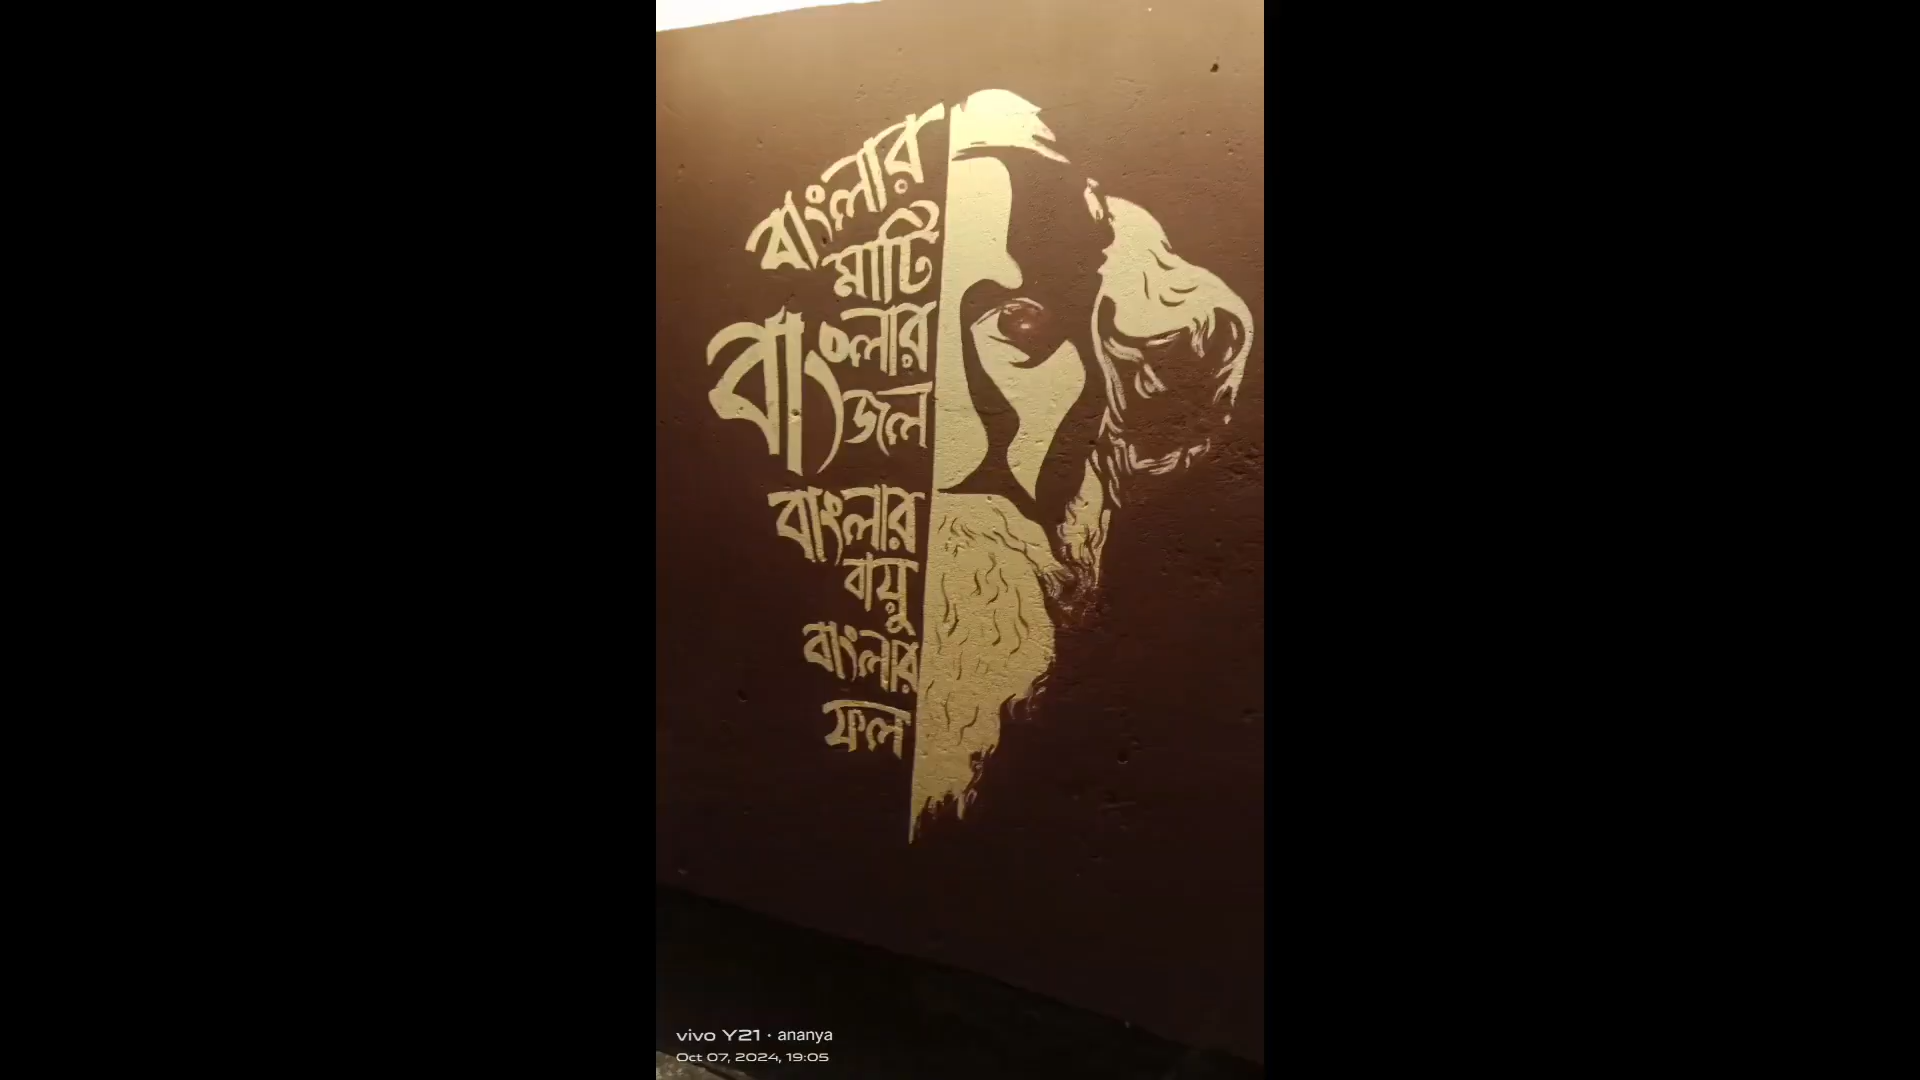 বাংলার
মাটি
বাংলার
জল
বাংলার
বায়ু
বাংলার
ফল
vivo Y21 · ananya
Oct 07, 2024, 19:05